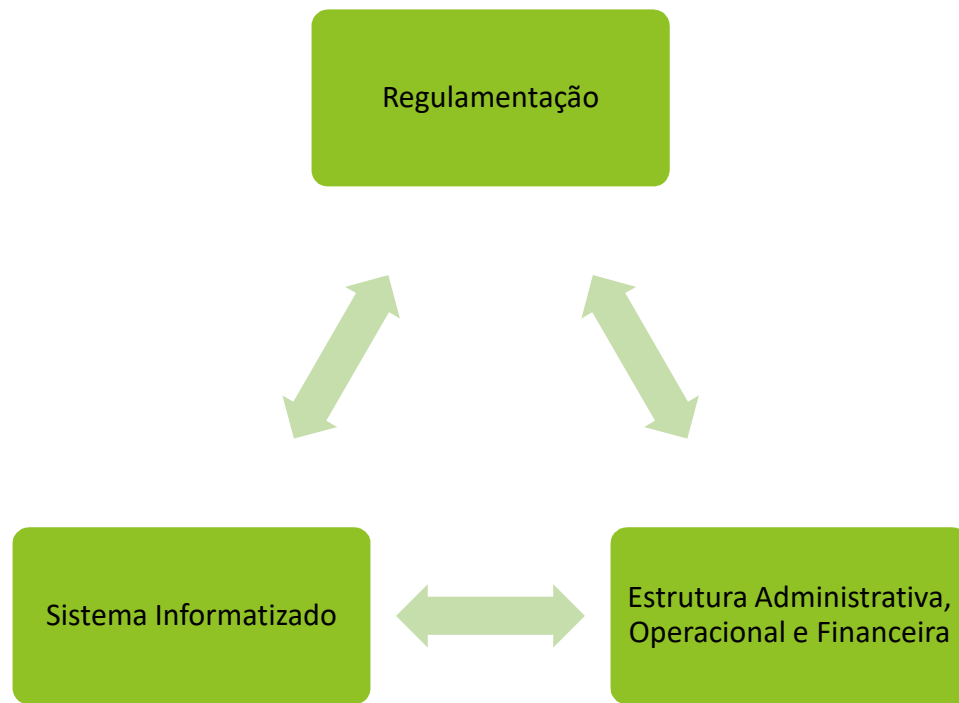 Regulamentação
Sistema Informatizado
Estrutura Administrativa,
Operacional e Financeira